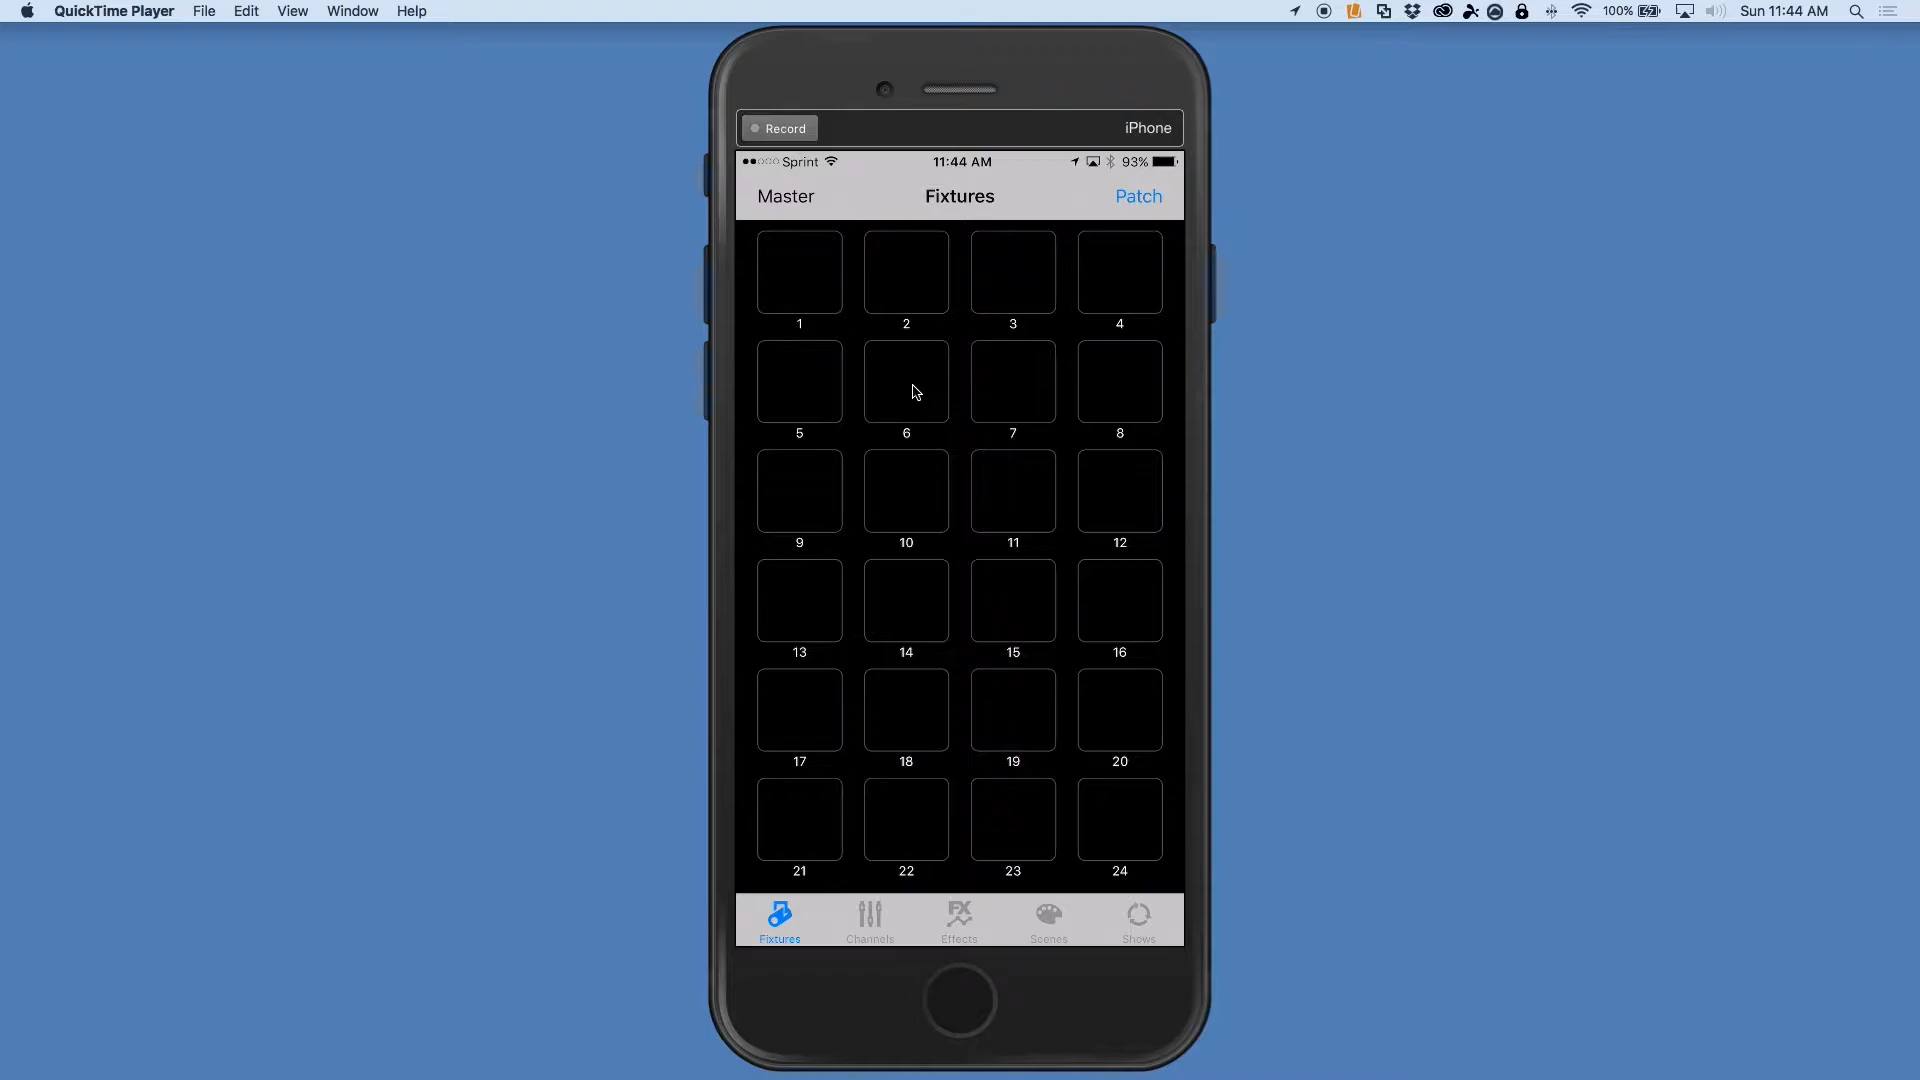 QuickTime Player File Edit View Window Help 100% Sun 11:44 AM
Record iPhone
Sprint 11:44 AM 93%
Master Fixtures Patch
1 2 3 4
5 6 7 8
9 10 11 12
13 14 15 16
17 18 19 20
21 22 23 24
FX
Fixtures Channels Effects Scenes Shows